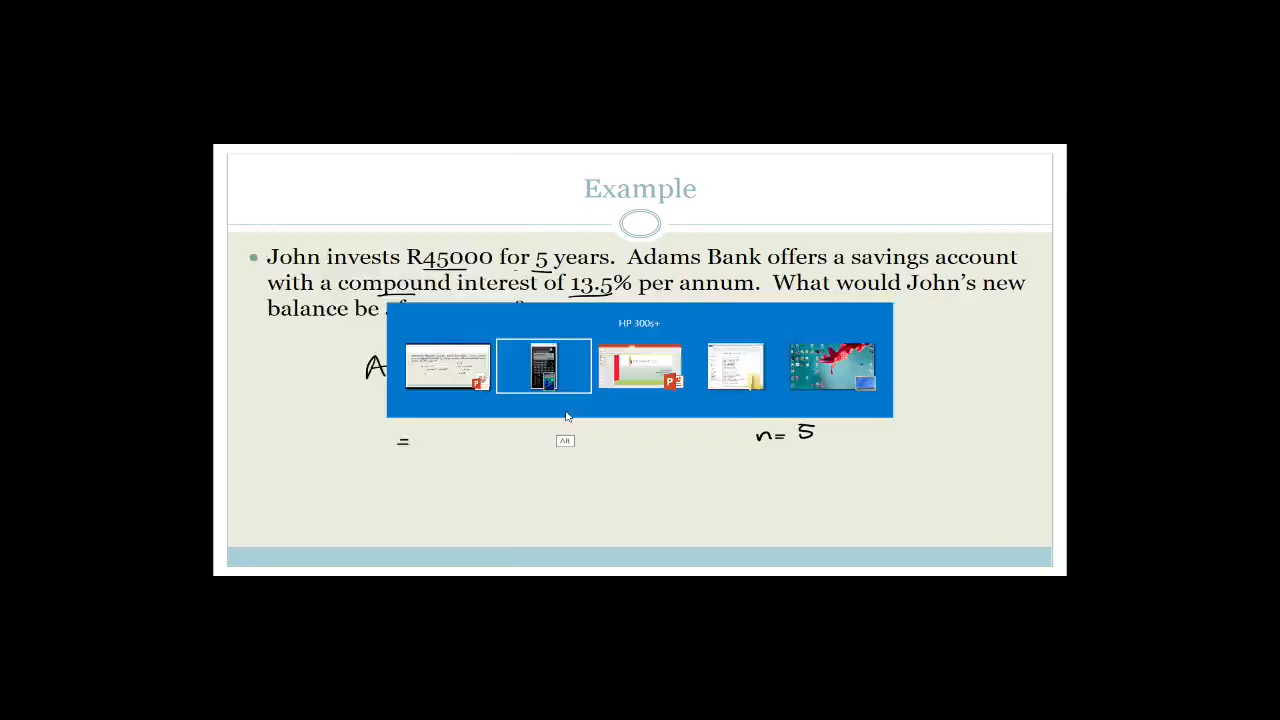 Example
John invests R45000 for 5 years. Adams Bank offers a savings account
with a compound interest of 13.5% per annum. What would John's new
balance be
HP 300s+
A
= n= 5
Alt